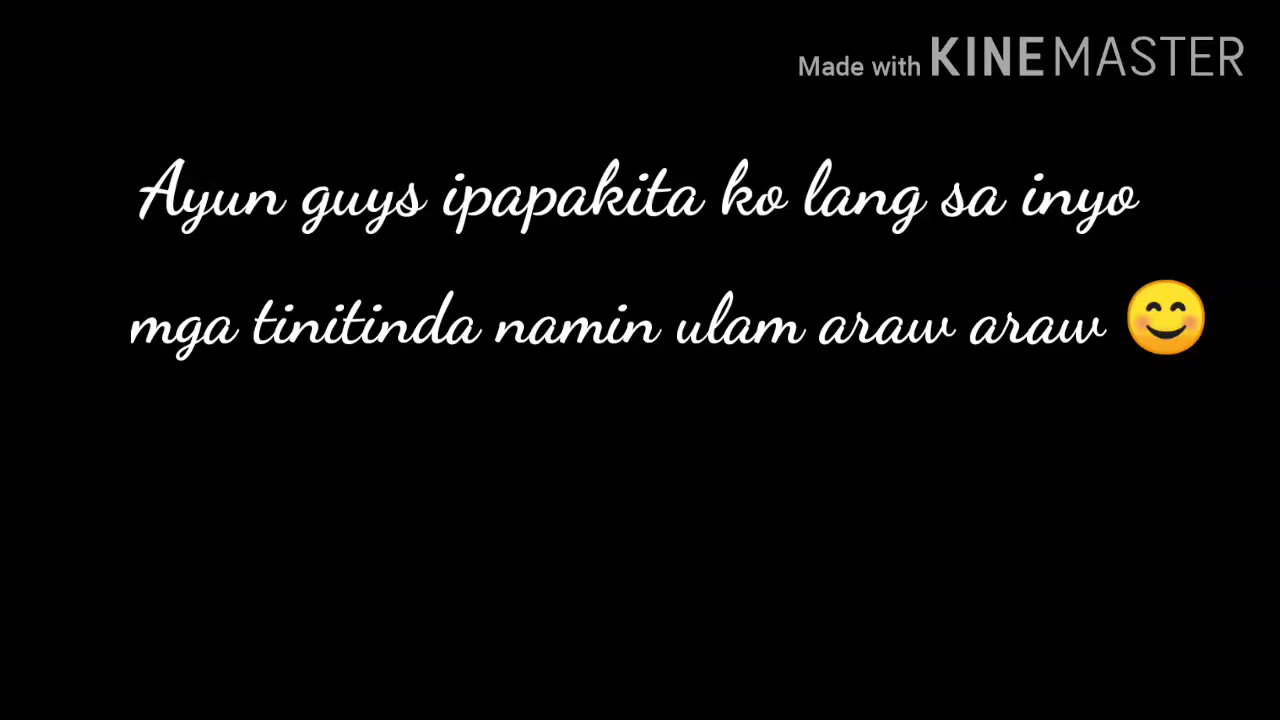 Made with KINEMASTER
Ayun guys ipapakita ko lang sa inyo
mga tinitinda namin ulam araw araw 😊